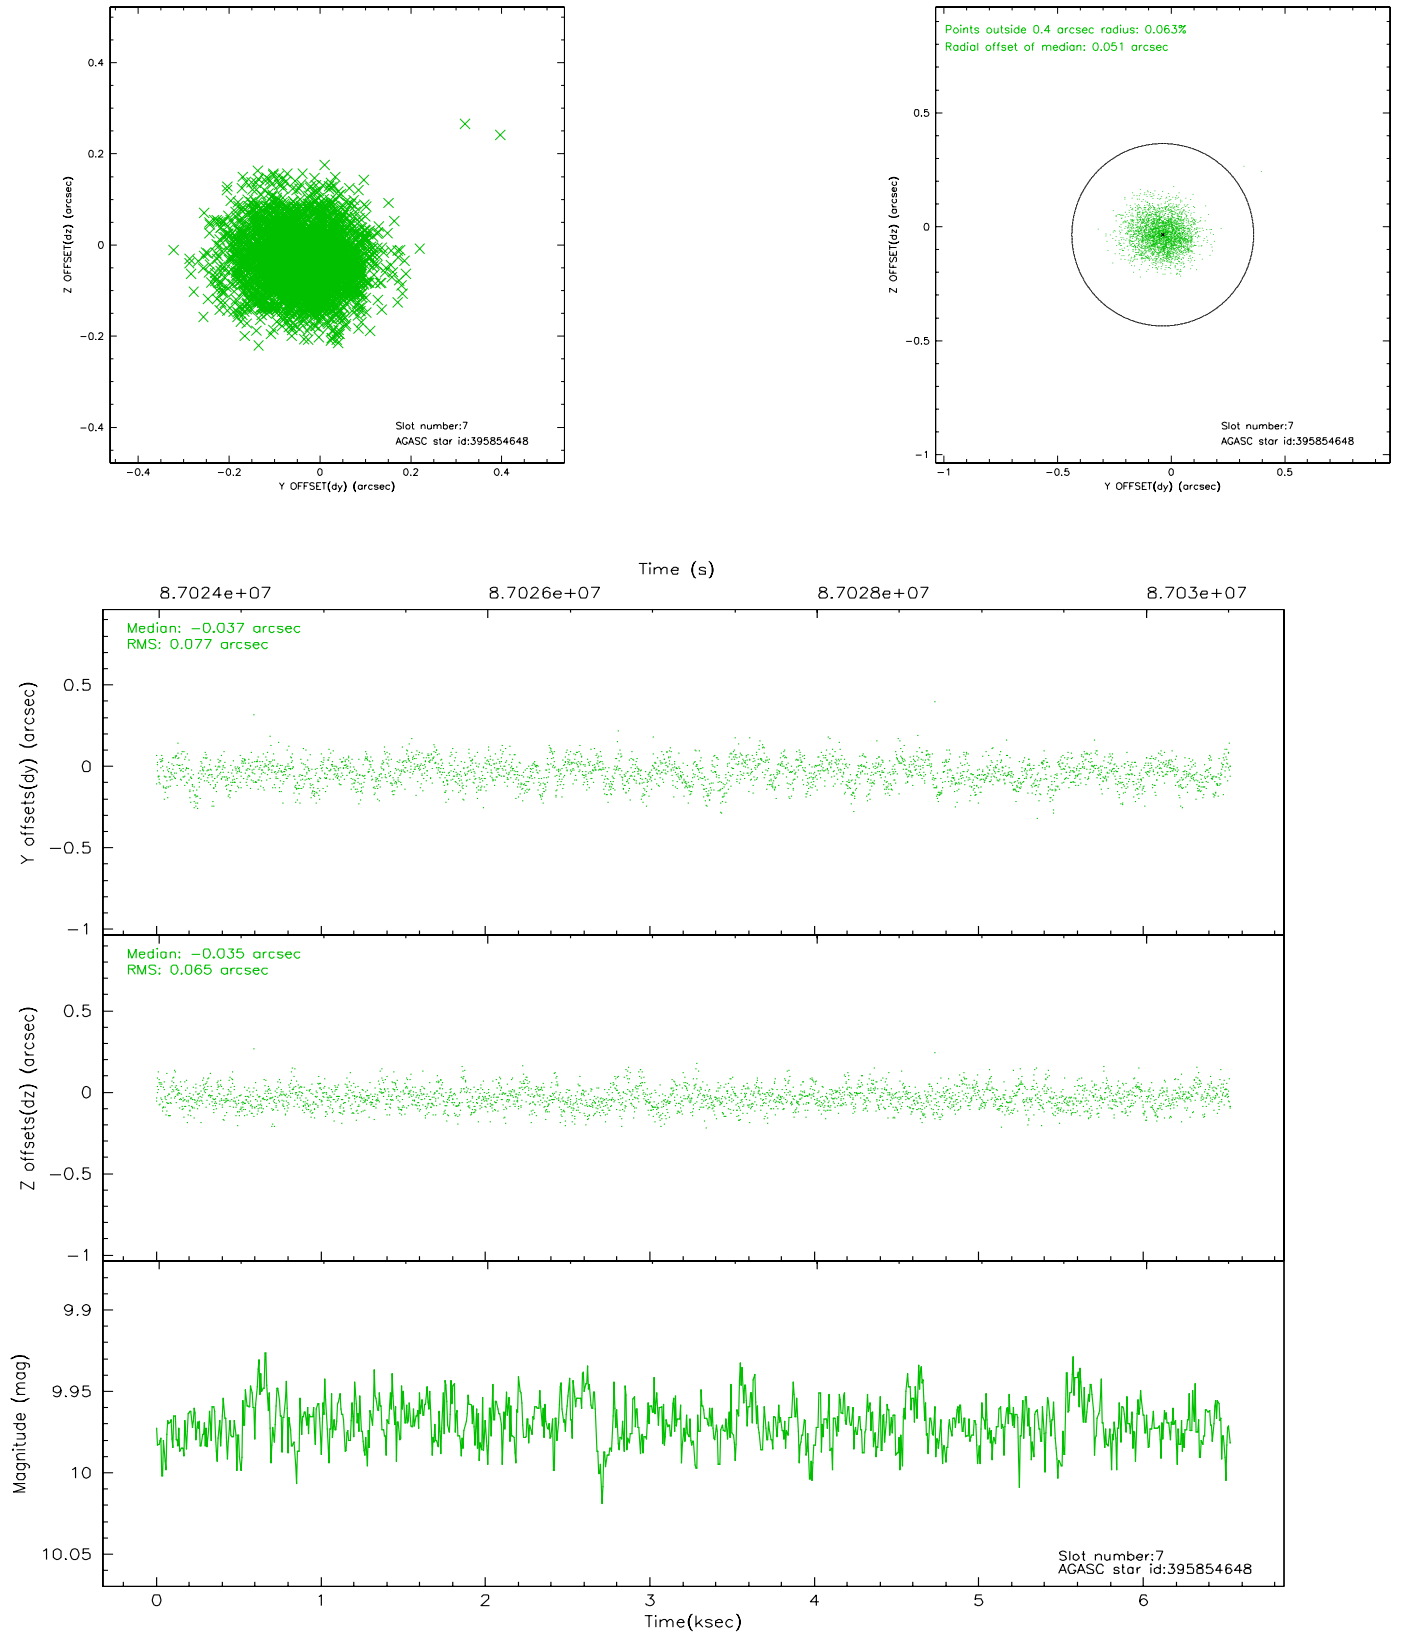 0.4
0.2
0
−0.2
−0.4
Z OFFSET(dz) (arcsec)
Slot number:7
AGASC star id:395854648
−0.4 −0.2 0 0.2 0.4
Y OFFSET(dy) (arcsec)
Points outside 0.4 arcsec radius: 0.063%
Radial offset of median: 0.051 arcsec
0.5
0
−0.5
−1
Z OFFSET(dz) (arcsec)
Slot number:7
AGASC star id:395854648
−1 −0.5 0 0.5
Y OFFSET(dy) (arcsec)
Time (s)
8.7024e+07 8.7026e+07 8.7028e+07 8.703e+07
Median: −0.037 arcsec
RMS: 0.077 arcsec
0.5
0
−0.5
−1
Y offsets(dy) (arcsec)
Median: −0.035 arcsec
RMS: 0.065 arcsec
0.5
0
−0.5
−1
Z offsets(dz) (arcsec)
9.9
9.95
10
10.05
Magnitude (mag)
Slot number:7
AGASC star id:395854648
0 1 2 3 4 5 6
Time(ksec)